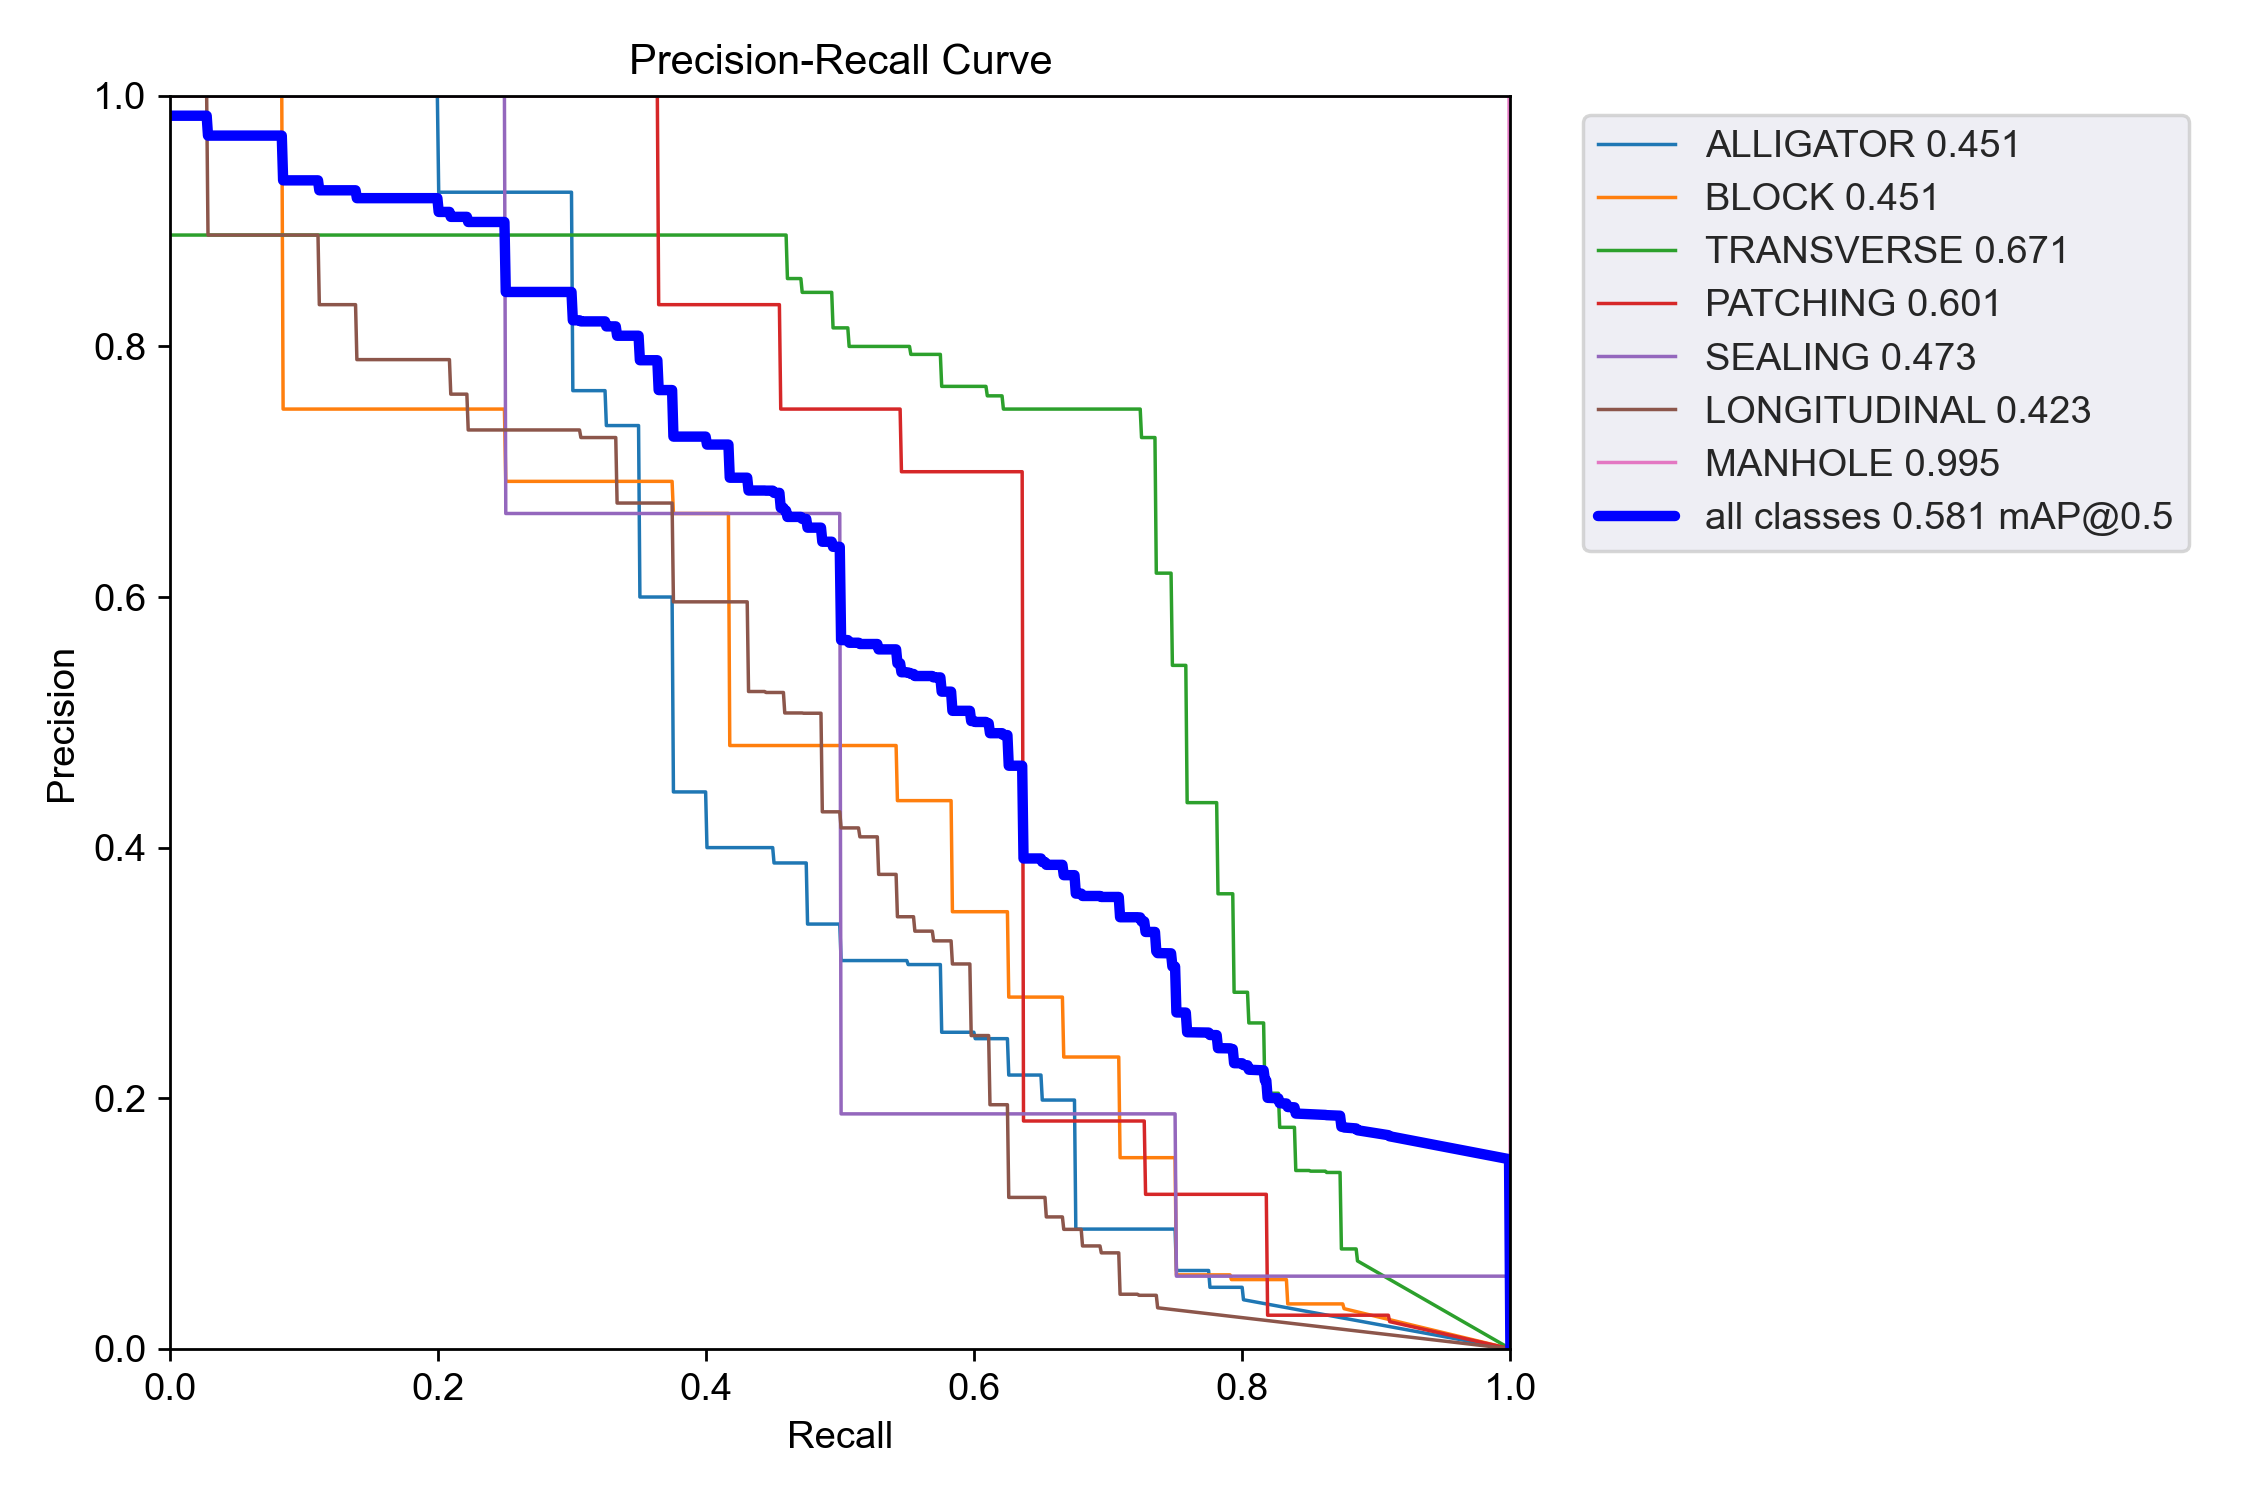 Precision-Recall Curve
1.0
0.8
0.6
0.4
0.2
0.0
Precision
0.0 0.2 0.4 0.6 0.8 1.0
Recall
ALLIGATOR 0.451
BLOCK 0.451
TRANSVERSE 0.671
PATCHING 0.601
SEALING 0.473
LONGITUDINAL 0.423
MANHOLE 0.995
all classes 0.581 mAP@0.5